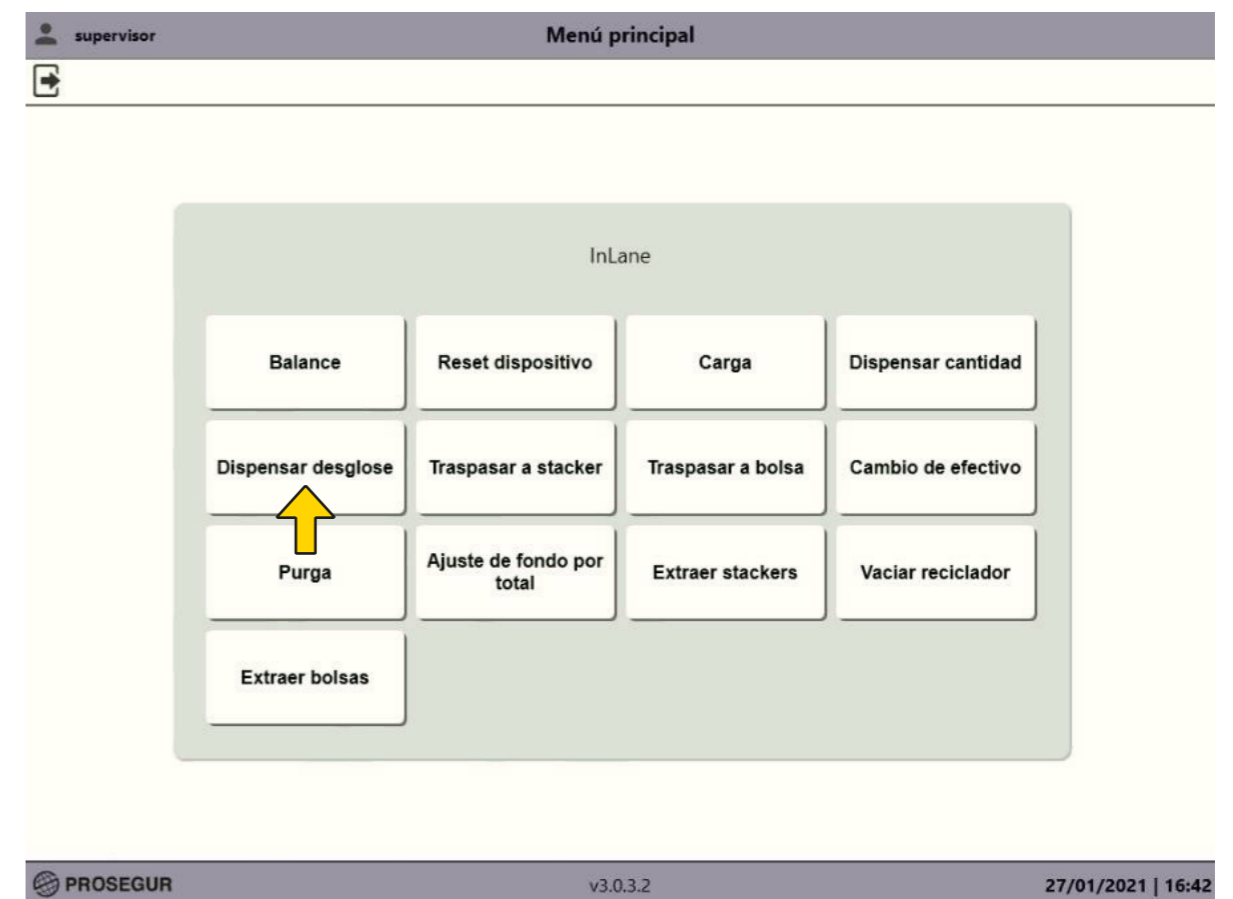 supervisor Menú principal
InLane
Balance Reset dispositivo Carga Dispensar cantidad
Dispensar desglose Traspasar a stacker Traspasar a bolsa Cambio de efectivo
Purga Ajuste de fondo por total Extraer stackers Vaciar reciclador
Extraer bolsas
PROSEGUR v3.0.3.2 27/01/2021 | 16:42